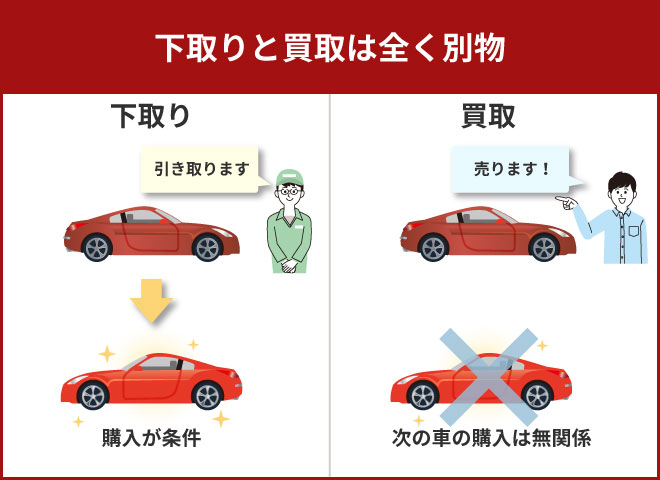 下取りと買取は全く別物
下取り
引き取ります
購入が条件
買取
売ります！
次の車の購入は無関係